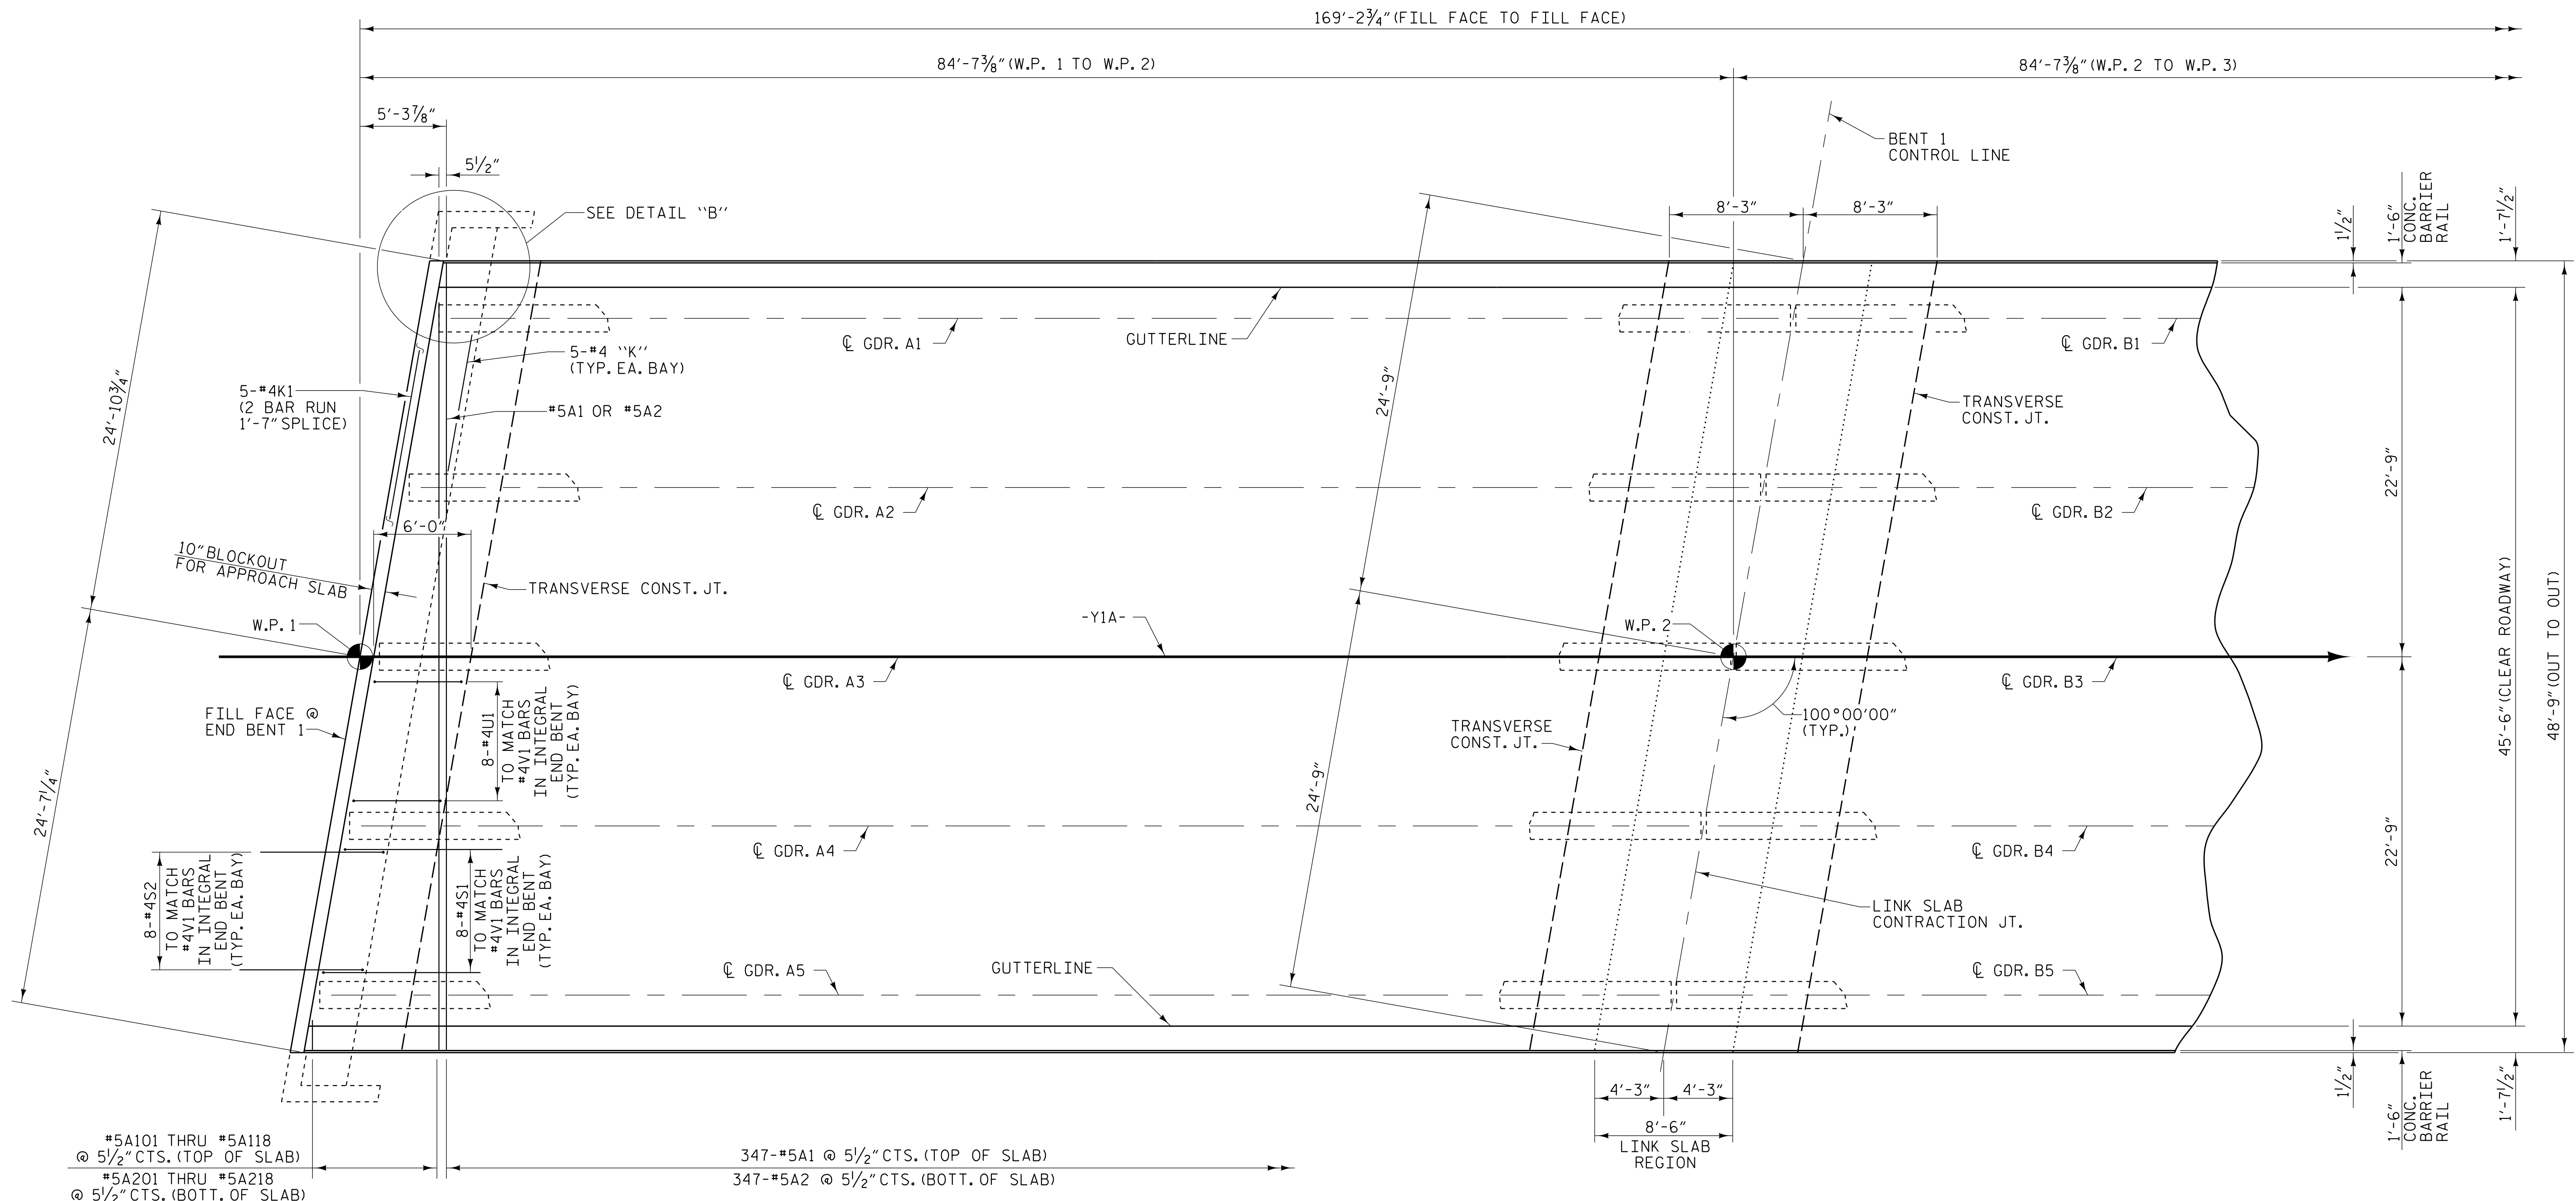 169'-2¾" (FILL FACE TO FILL FACE)
84'-7⅜" (W.P. 1 TO W.P. 2)
84'-7⅜" (W.P. 2 TO W.P. 3)
5'-3⅞"
5½"
SEE DETAIL ``B''
BENT 1
CONTROL LINE
8'-3"
8'-3"
1½"
1'-6"
CONC.
BARRIER
RAIL
1'-7½"
24'-10¾"
5-#4K1
(2 BAR RUN
1'-7" SPLICE)
5-#4 ``K''
(TYP. EA. BAY)
#5A1 OR #5A2
℄ GDR. A1
GUTTERLINE
24'-9"
℄ GDR. B1
TRANSVERSE
CONST. JT.
22'-9"
6'-0"
℄ GDR. A2
℄ GDR. B2
10" BLOCKOUT
FOR APPROACH SLAB
TRANSVERSE CONST. JT.
W.P. 1
-Y1A-
W.P. 2
45'-6" (CLEAR ROADWAY)
48'-9" (OUT TO OUT)
℄ GDR. A3
℄ GDR. B3
FILL FACE @
END BENT 1
8-#4U1
TO MATCH
#4V1 BARS
IN INTEGRAL
END BENT
(TYP. EA. BAY)
TRANSVERSE
CONST. JT.
100°00'00"
(TYP.)
24'-7¼"
24'-9"
℄ GDR. A4
℄ GDR. B4
22'-9"
8-#4S2
TO MATCH
#4V1 BARS
IN INTEGRAL
END BENT
(TYP. EA. BAY)
8-#4S1
TO MATCH
#4V1 BARS
IN INTEGRAL
END BENT
(TYP. EA. BAY)
LINK SLAB
CONTRACTION JT.
℄ GDR. A5
GUTTERLINE
℄ GDR. B5
4'-3"
4'-3"
8'-6"
LINK SLAB
REGION
1½"
1'-6"
CONC.
BARRIER
RAIL
1'-7½"
#5A101 THRU #5A118
@ 5½" CTS. (TOP OF SLAB)
#5A201 THRU #5A218
@ 5½" CTS. (BOTT. OF SLAB)
347-#5A1 @ 5½" CTS. (TOP OF SLAB)
347-#5A2 @ 5½" CTS. (BOTT. OF SLAB)